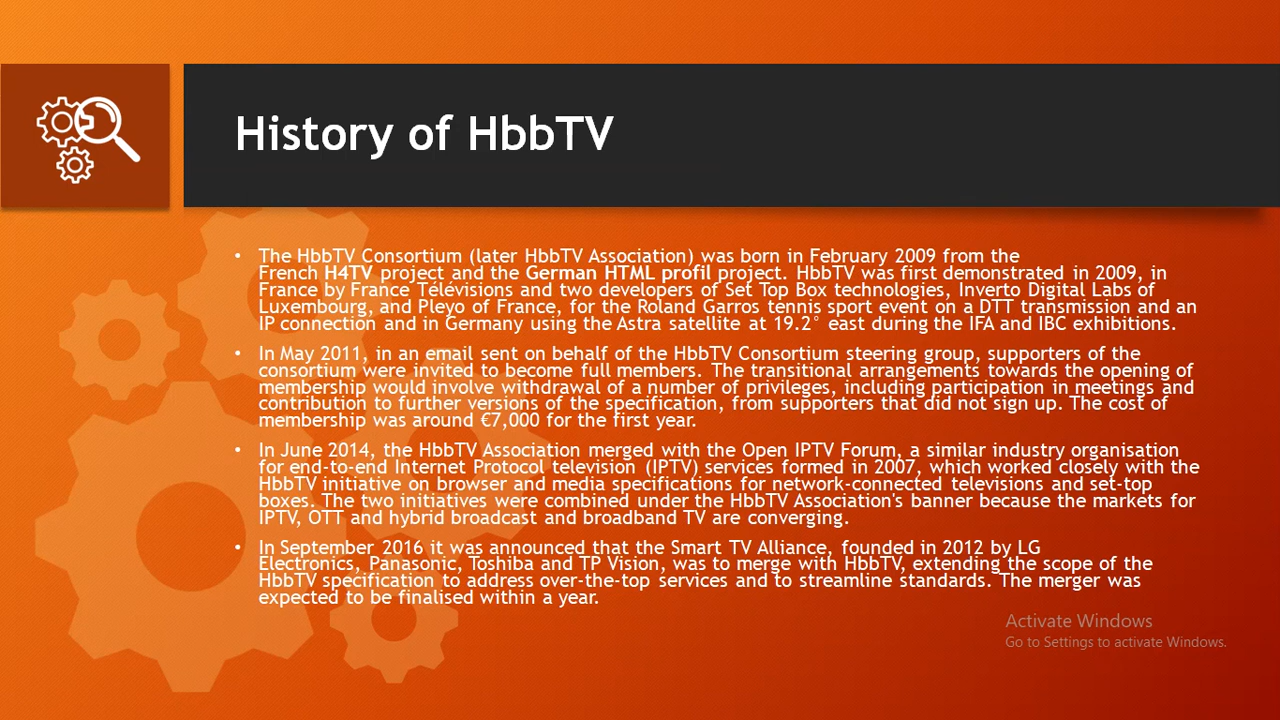 History of HbbTV
• The HbbTV Consortium (later HbbTV Association) was born in February 2009 from the
French H4TV project and the German HTML profil project. HbbTV was first demonstrated in 2009, in
France by France Télévisions and two developers of Set Top Box technologies, Inverto Digital Labs of
Luxembourg, and Pleyo of France, for the Roland Garros tennis sport event on a DTT transmission and an
IP connection and in Germany using the Astra satellite at 19.2° east during the IFA and IBC exhibitions.
• In May 2011, in an email sent on behalf of the HbbTV Consortium steering group, supporters of the
consortium were invited to become full members. The transitional arrangements towards the opening of
membership would involve withdrawal of a number of privileges, including participation in meetings and
contribution to further versions of the specification, from supporters that did not sign up. The cost of
membership was around €7,000 for the first year.
• In June 2014, the HbbTV Association merged with the Open IPTV Forum, a similar industry organisation
for end-to-end Internet Protocol television (IPTV) services formed in 2007, which worked closely with the
HbbTV initiative on browser and media specifications for network-connected televisions and set-top
boxes. The two initiatives were combined under the HbbTV Association's banner because the markets for
IPTV, OTT and hybrid broadcast and broadband TV are converging.
• In September 2016 it was announced that the Smart TV Alliance, founded in 2012 by LG
Electronics, Panasonic, Toshiba and TP Vision, was to merge with HbbTV, extending the scope of the
HbbTV specification to address over-the-top services and to streamline standards. The merger was
expected to be finalised within a year.
Activate Windows
Go to Settings to activate Windows.